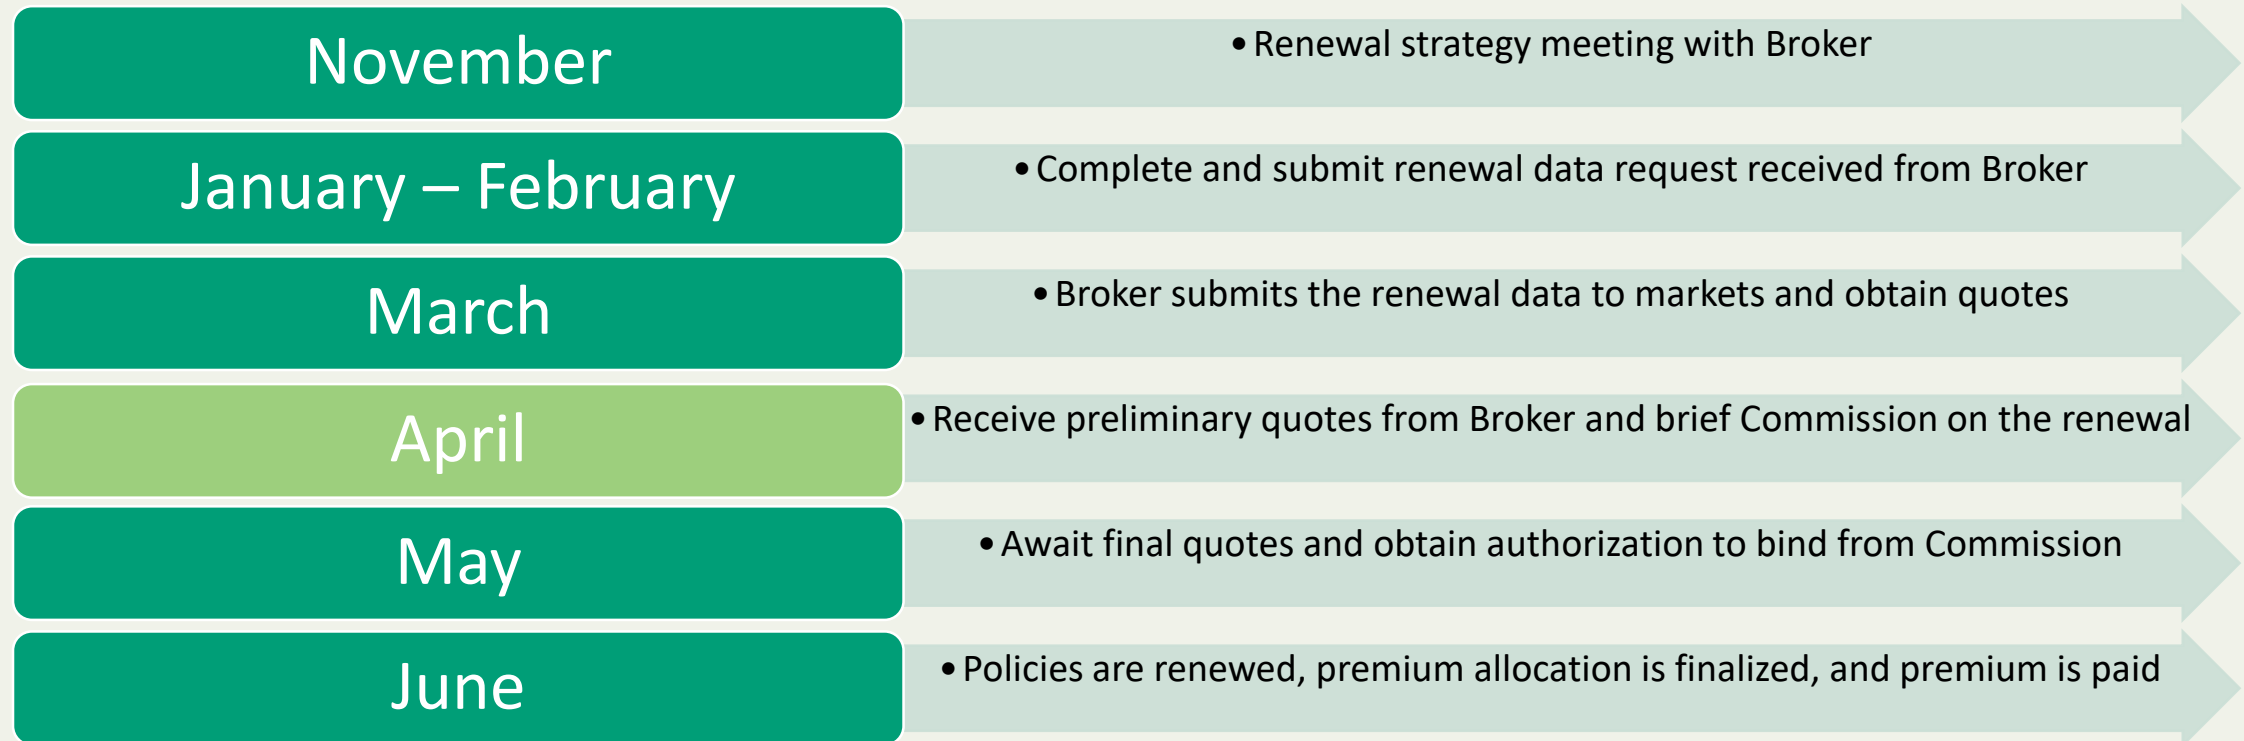 November
• Renewal strategy meeting with Broker
January – February
• Complete and submit renewal data request received from Broker
March
• Broker submits the renewal data to markets and obtain quotes
April
• Receive preliminary quotes from Broker and brief Commission on the renewal
May
• Await final quotes and obtain authorization to bind from Commission
June
• Policies are renewed, premium allocation is finalized, and premium is paid